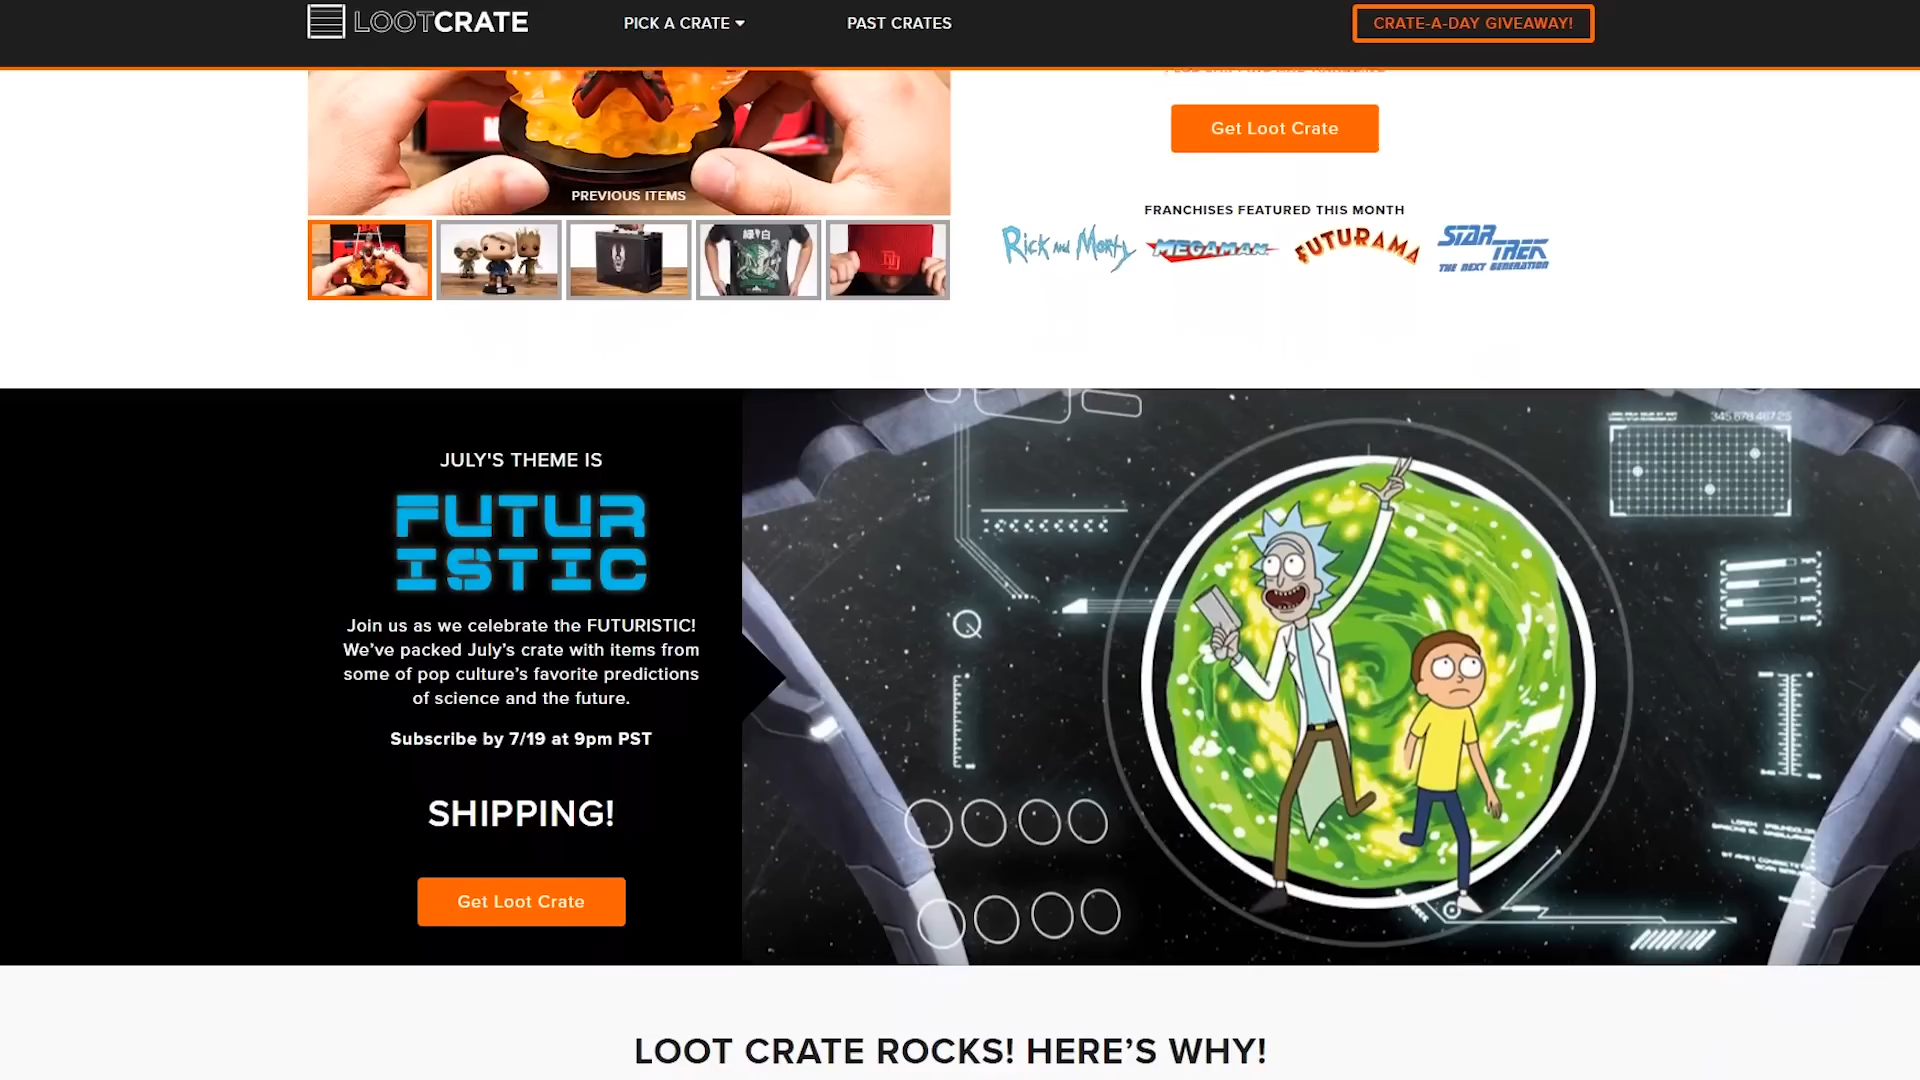 LOOTCRATE
PICK A CRATE
PAST CRATES
CRATE-A-DAY GIVEAWAY!
Get Loot Crate
PREVIOUS ITEMS
FRANCHISES FEATURED THIS MONTH
Rick and Morty
MEGAMAN
FUTURAMA
STAR TREK
THE NEXT GENERATION
JULY'S THEME IS
FUTUR
ISTIC
Join us as we celebrate the FUTURISTIC!
We’ve packed July’s crate with items from
some of pop culture’s favorite predictions
of science and the future.
Subscribe by 7/19 at 9pm PST
SHIPPING!
Get Loot Crate
LOOT CRATE ROCKS! HERE’S WHY!